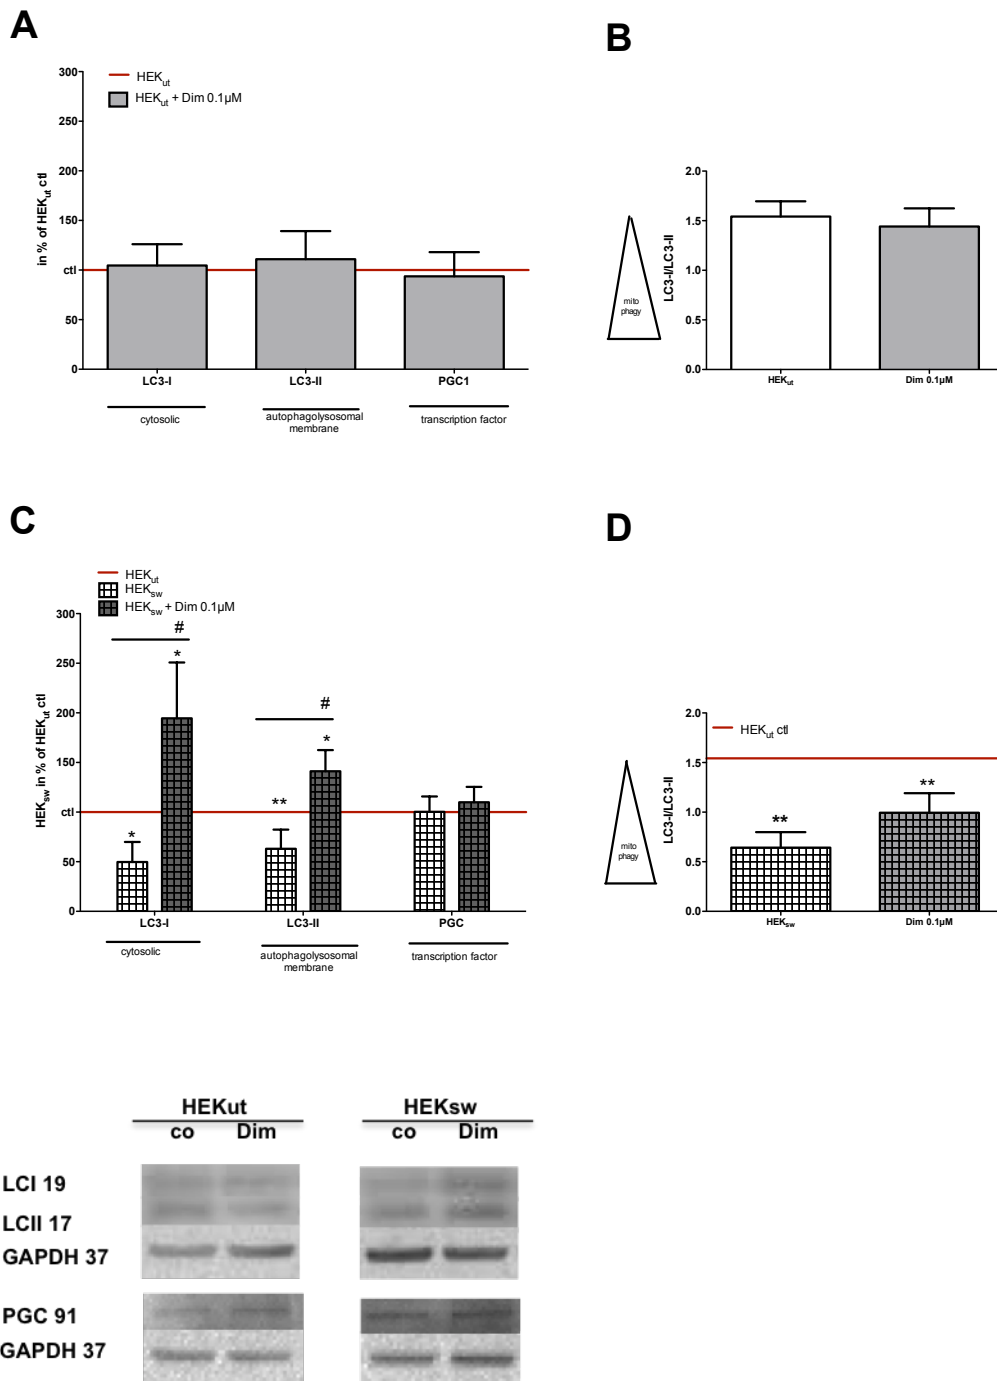 A
300
250
200
150
ctl
50
0
in % of HEKut ctl
HEKut
HEKut + Dim 0.1µM
LC3-I
LC3-II
PGC1
cytosolic
autophagolysosomal
membrane
transcription factor
B
2.0
1.5
1.0
0.5
0.0
LC3-I/LC3-II
mito
phagy
HEKut
Dim 0.1µM
C
HEKut
HEKsw
HEKsw + Dim 0.1µM
300
250
200
150
ctl
50
0
HEKsw in % of HEKut ctl
#
*
*
#
*
**
LC3-I
LC3-II
PGC
cytosolic
autophagolysosomal
membrane
transcription factor
D
2.0
1.5
1.0
0.5
0.0
HEKut ctl
LC3-I/LC3-II
mito
phagy
**
**
HEKsw
Dim 0.1µM
HEKut
HEKsw
co Dim
co Dim
LCI 19
LCII 17
GAPDH 37
PGC 91
GAPDH 37